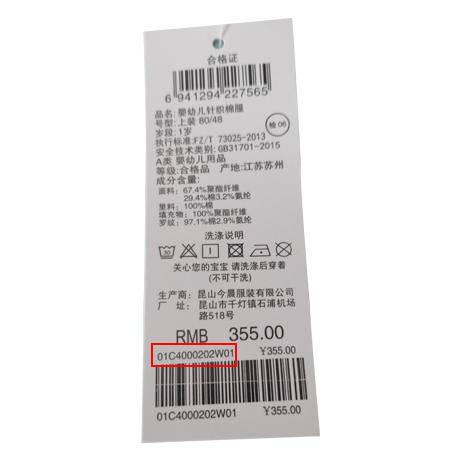 合格证
6 941294 227565
品名: 婴幼儿针织棉服
号型: 上装 80/48
岁段: 1岁
检 06
执行标准: FZ/T 73025-2013
安全技术类别: GB31701-2015
A类 婴幼儿用品
等级: 合格品 产地: 江苏苏州
成分含量:
面料: 67.4%聚酯纤维
29.4%棉3.2%氨纶
里料: 100%棉
填充物: 100%聚酯纤维
罗纹: 97.1%棉2.9%氨纶
洗涤说明
关心您的宝宝 请洗涤后穿着
(不可干洗)
生产商: 昆山今晨服装有限公司
厂 址: 昆山市千灯镇石浦机场
路518号
RMB 355.00
01C4000202W01 ¥355.00
01C4000202W01 ¥355.00